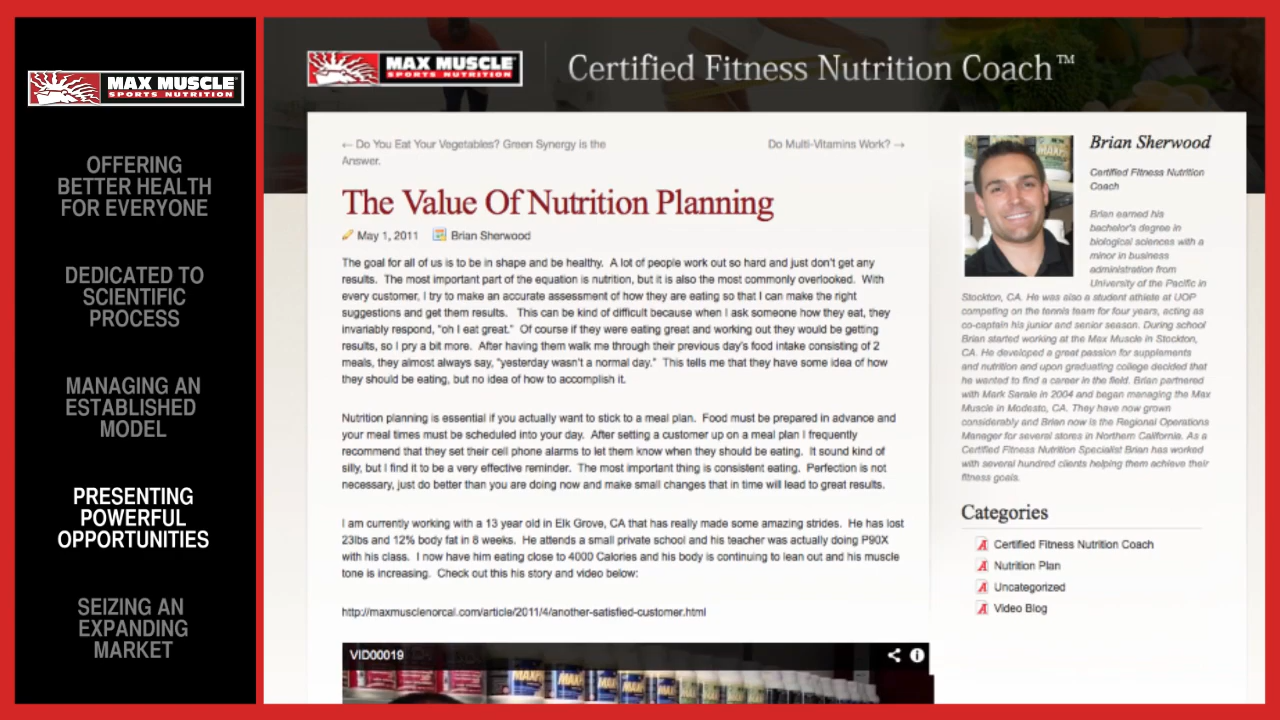 MAX MUSCLE
SPORTS NUTRITION
OFFERING
BETTER HEALTH
FOR EVERYONE
DEDICATED TO
SCIENTIFIC
PROCESS
MANAGING AN
ESTABLISHED
MODEL
PRESENTING
POWERFUL
OPPORTUNITIES
SEIZING AN
EXPANDING
MARKET
MAX MUSCLE
SPORTS NUTRITION
Certified Fitness Nutrition Coach™
← Do You Eat Your Vegetables? Green Synergy is the
Answer.
Do Multi-Vitamins Work? →
The Value Of Nutrition Planning
May 1, 2011 Brian Sherwood
The goal for all of us is to be in shape and be healthy. A lot of people work out so hard and just don't get any
results. The most important part of the equation is nutrition, but it is also the most commonly overlooked. With
every customer, I try to make an accurate assessment of how they are eating so that I can make the right
suggestions and get them results. This can be kind of difficult because when I ask someone how they eat, they
invariably respond, "oh I eat great." Of course if they were eating great and working out they would be getting
results, so I pry a bit more. After having them walk me through their previous day's food intake consisting of 2
meals, they almost always say, "yesterday wasn't a normal day." This tells me that they have some idea of how
they should be eating, but no idea of how to accomplish it.
Nutrition planning is essential if you actually want to stick to a meal plan. Food must be prepared in advance and
your meal times must be scheduled into your day. After setting a customer up on a meal plan I frequently
recommend that they set their cell phone alarms to let them know when they should be eating. It sound kind of
silly, but I find it to be a very effective reminder. The most important thing is consistent eating. Perfection is not
necessary, just do better than you are doing now and make small changes that in time will lead to great results.
I am currently working with a 13 year old in Elk Grove, CA that has really made some amazing strides. He has lost
23lbs and 12% body fat in 8 weeks. He attends a small private school and his teacher was actually doing P90X
with his class. I now have him eating close to 4000 Calories and his body is continuing to lean out and his muscle
tone is increasing. Check out this his story and video below:
http://maxmusclenorcal.com/article/2011/4/another-satisfied-customer.html
VID00019
Brian Sherwood
Certified Fitness Nutrition
Coach
Brian earned his
bachelor's degree in
biological sciences with a
minor in business
administration from
University of the Pacific in
Stockton, CA. He was also a student athlete at UOP
competing on the tennis team for four years, acting as
co-captain his junior and senior season. During school
Brian started working at the Max Muscle in Stockton,
CA. He developed a great passion for supplements
and nutrition and upon graduating college decided that
he wanted to find a career in the field. Brian partnered
with Mark Sarale in 2004 and began managing the Max
Muscle in Modesto, CA. They have now grown
considerably and Brian now is the Regional Operations
Manager for several stores in Northern California. As a
Certified Fitness Nutrition Specialist Brian has worked
with several hundred clients helping them achieve their
fitness goals.
Categories
Certified Fitness Nutrition Coach
Nutrition Plan
Uncategorized
Video Blog